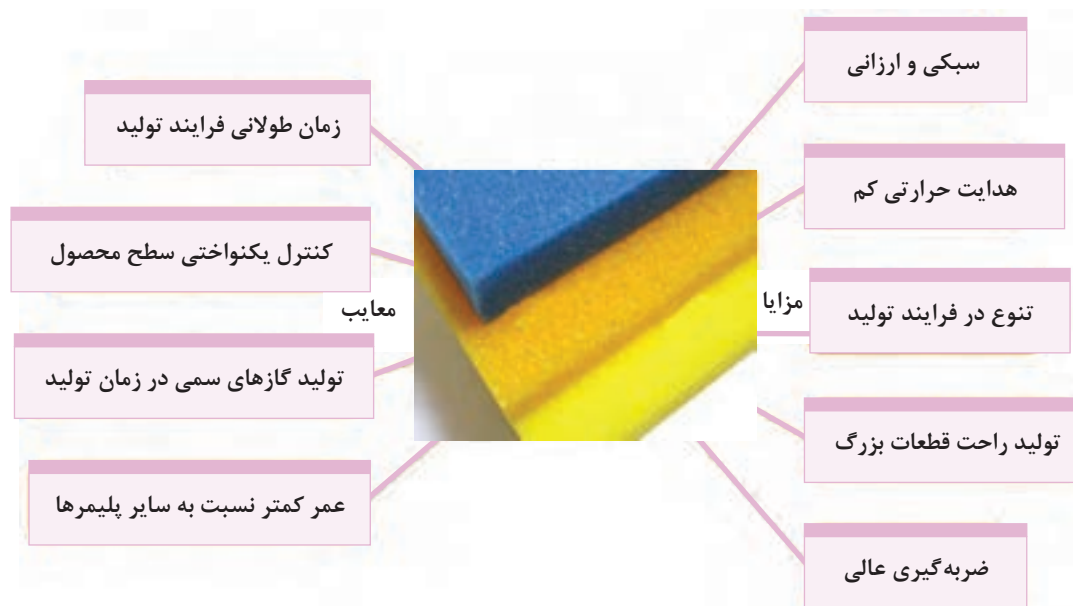 مزایا
سبکی و ارزانی
هدایت حرارتی کم
تنوع در فرایند تولید
تولید راحت قطعات بزرگ
ضربه‌گیری عالی
معایب
زمان طولانی فرایند تولید
کنترل یکنواختی سطح محصول
تولید گازهای سمی در زمان تولید
عمر کمتر نسبت به سایر پلیمرها